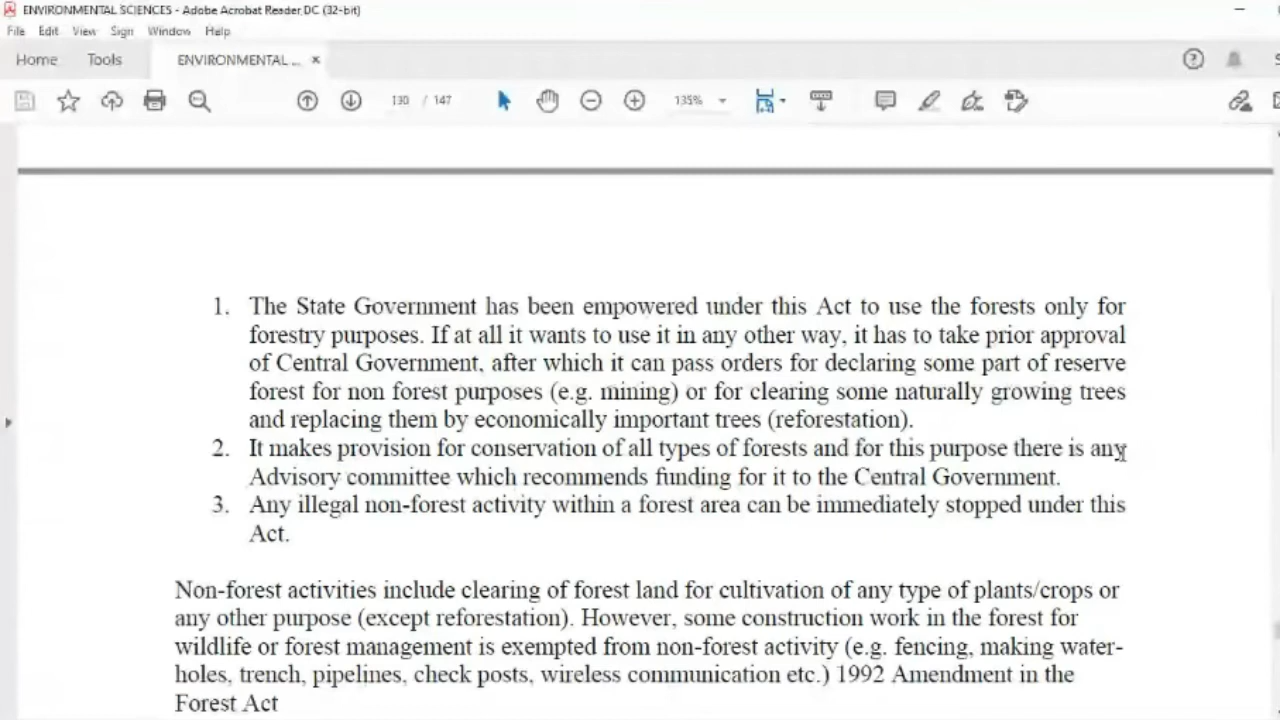 ENVIRONMENTAL SCIENCES - Adobe Acrobat Reader DC (32-bit)
File Edit View Sign Window Help
Home Tools ENVIRONMENTAL ... ×
130 / 147 135%
1. The State Government has been empowered under this Act to use the forests only for
forestry purposes. If at all it wants to use it in any other way, it has to take prior approval
of Central Government, after which it can pass orders for declaring some part of reserve
forest for non forest purposes (e.g. mining) or for clearing some naturally growing trees
and replacing them by economically important trees (reforestation).
2. It makes provision for conservation of all types of forests and for this purpose there is any
Advisory committee which recommends funding for it to the Central Government.
3. Any illegal non-forest activity within a forest area can be immediately stopped under this
Act.
Non-forest activities include clearing of forest land for cultivation of any type of plants/crops or
any other purpose (except reforestation). However, some construction work in the forest for
wildlife or forest management is exempted from non-forest activity (e.g. fencing, making water-
holes, trench, pipelines, check posts, wireless communication etc.) 1992 Amendment in the
Forest Act